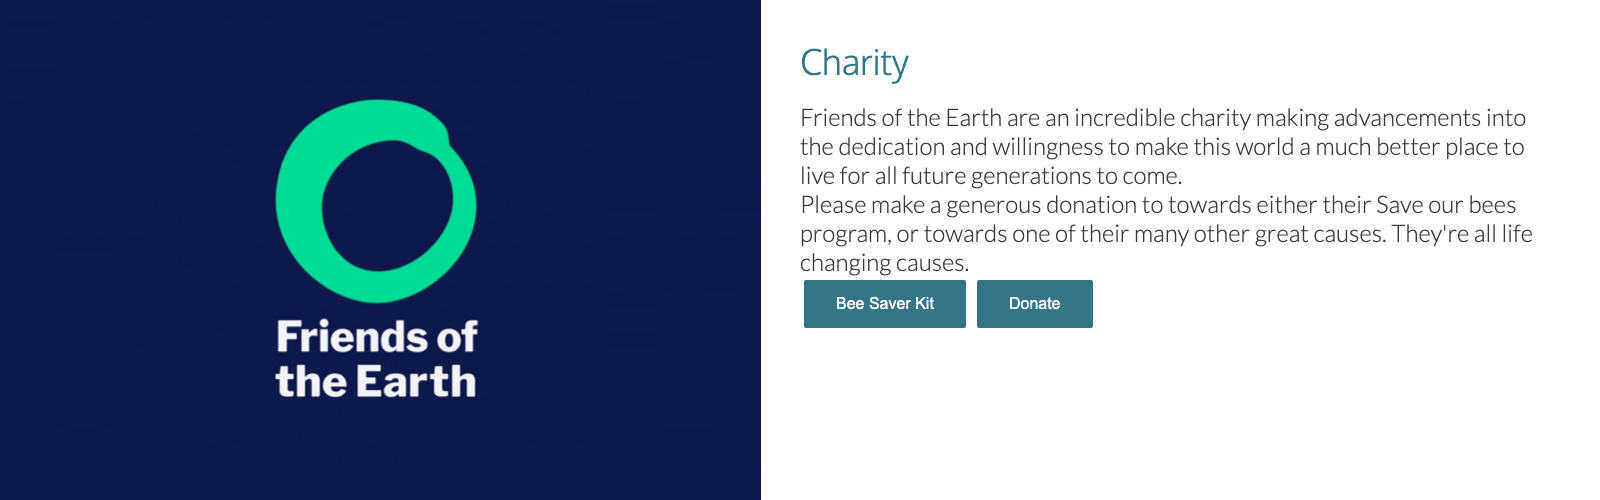 Friends of
the Earth
Charity
Friends of the Earth are an incredible charity making advancements into
the dedication and willingness to make this world a much better place to
live for all future generations to come.
Please make a generous donation to towards either their Save our bees
program, or towards one of their many other great causes. They're all life
changing causes.
Bee Saver Kit
Donate